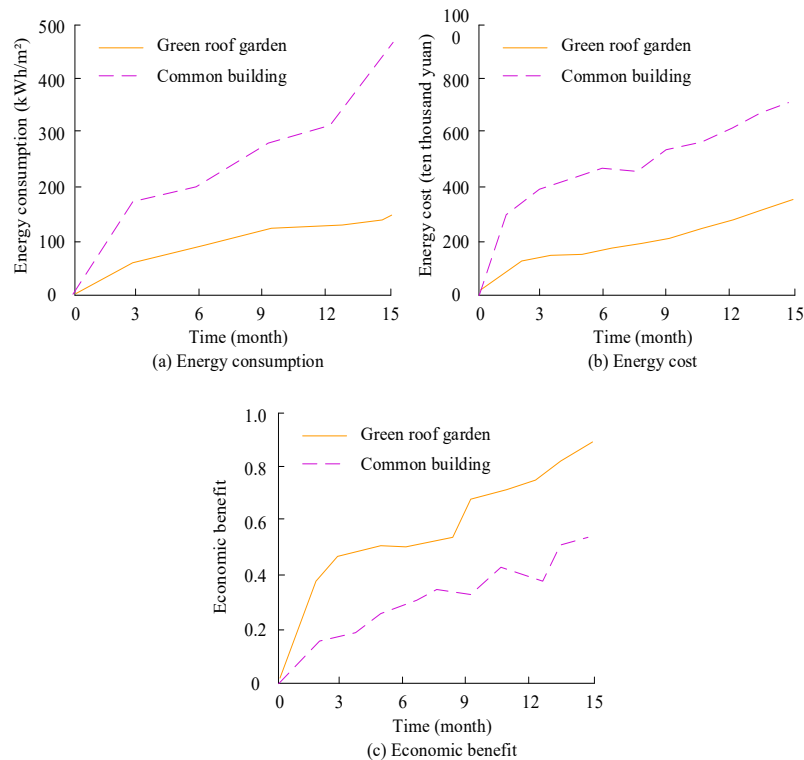 500
400
300
200
100
0
Energy consumption (kWh/m²)
Green roof garden
Common building
0 3 6 9 12 15
Time (month)
(a) Energy consumption
100
0
800
600
400
200
0
Energy cost (ten thousand yuan)
Green roof garden
Common building
0 3 6 9 12 15
Time (month)
(b) Energy cost
1.0
0.8
0.6
0.4
0.2
0
Economic benefit
Green roof garden
Common building
0 3 6 9 12 15
Time (month)
(c) Economic benefit